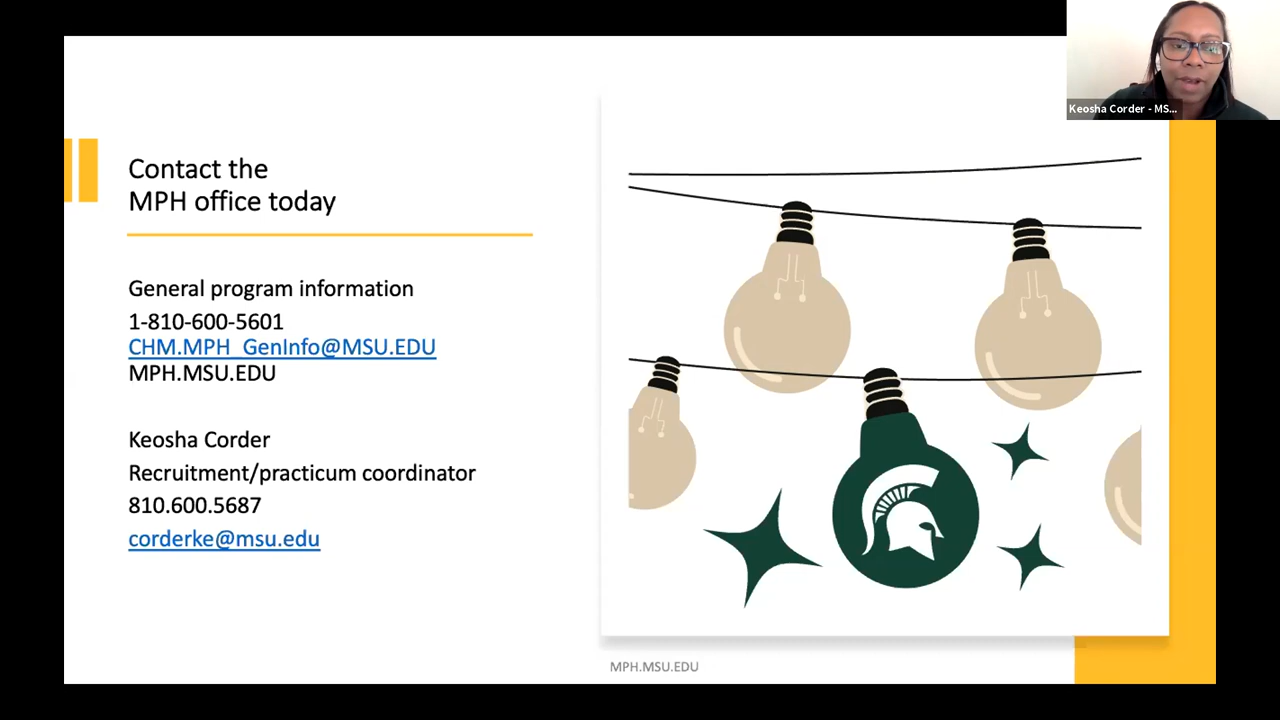 Keosha Corder - MS...
Contact the
MPH office today
General program information
1-810-600-5601
CHM.MPH_GenInfo@MSU.EDU
MPH.MSU.EDU
Keosha Corder
Recruitment/practicum coordinator
810.600.5687
corderke@msu.edu
MPH.MSU.EDU